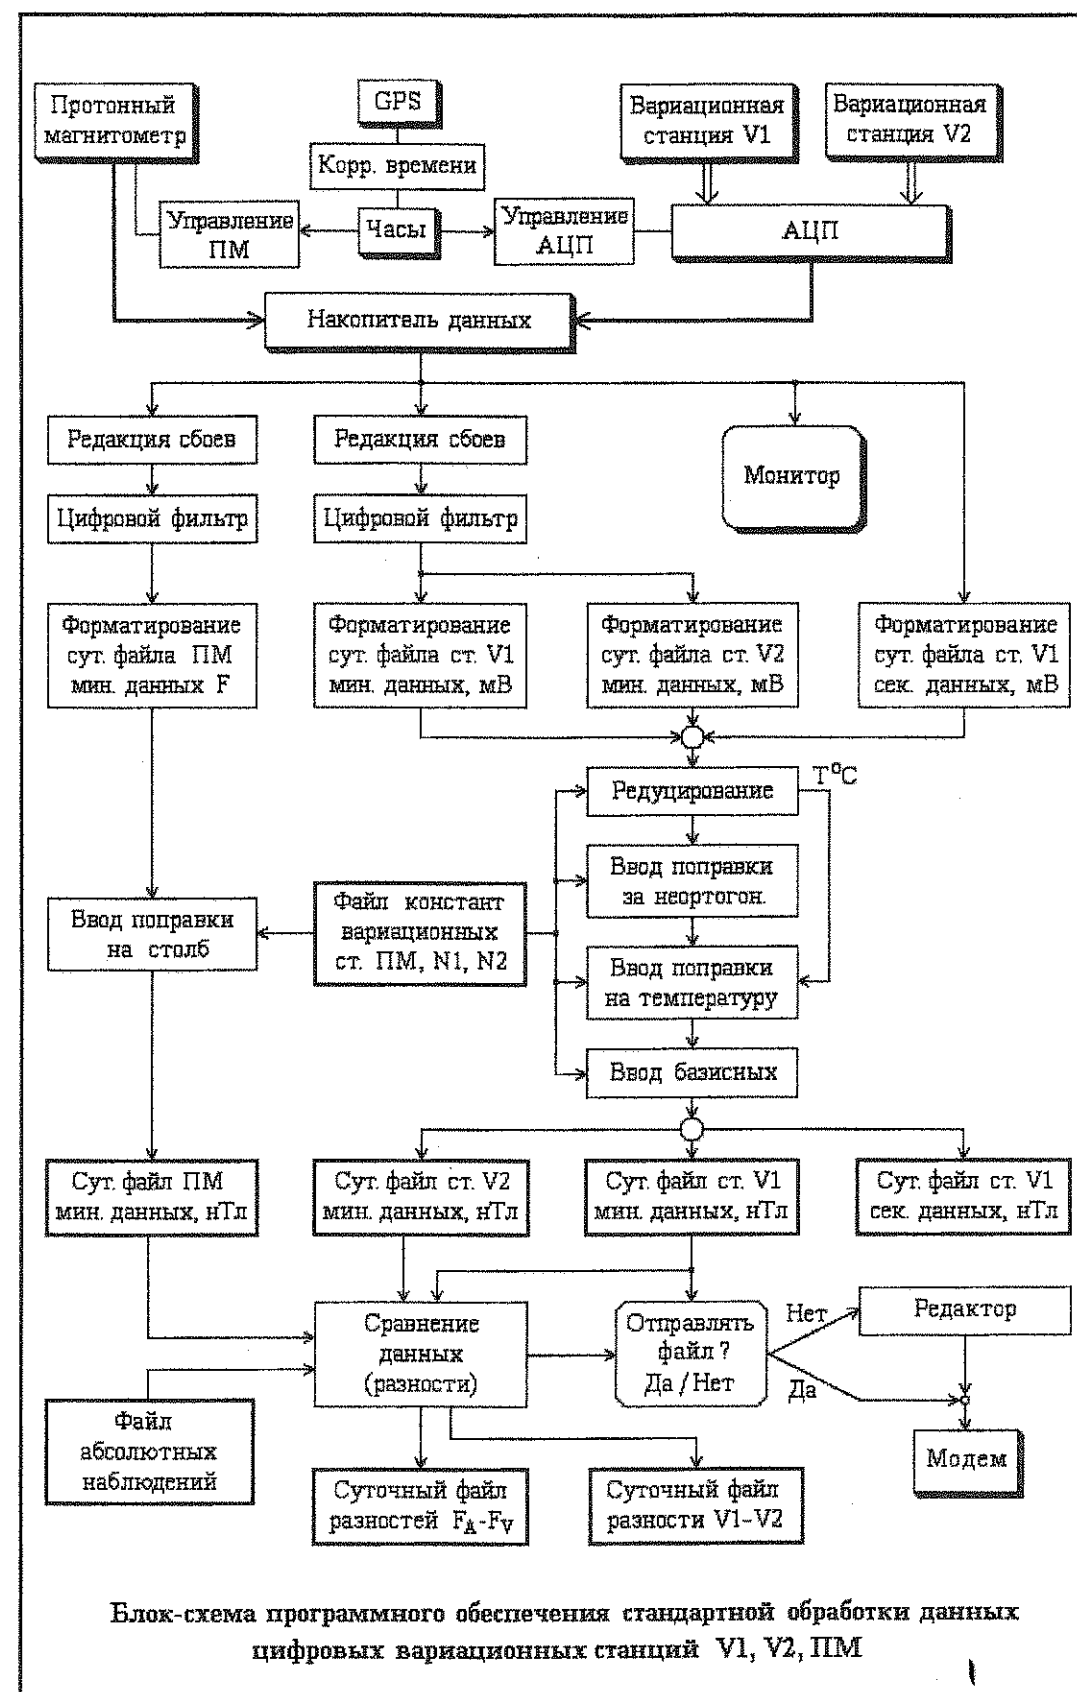 Протонный
магнитометр
GPS
Вариационная
станция V1
Вариационная
станция V2
Корр. времени
Управление
ПМ
Часы
Управление
АЦП
АЦП
Накопитель данных
Редакция сбоев
Редакция сбоев
Монитор
Цифровой фильтр
Цифровой фильтр
Форматирование
сут. файла ПМ
мин. данных F
Форматирование
сут. файла ст. V1
мин. данных, мВ
Форматирование
сут. файла ст. V2
мин. данных, мВ
Форматирование
сут. файла ст. V1
сек. данных, мВ
Редуцирование
T°C
Ввод поправки
за неортогон.
Ввод поправки
на столб
Файл констант
вариационных
ст. ПМ, N1, N2
Ввод поправки
на температуру
Ввод базисных
Сут. файл ПМ
мин. данных, нТл
Сут. файл ст. V2
мин. данных, нТл
Сут. файл ст. V1
мин. данных, нТл
Сут. файл ст. V1
сек. данных, нТл
Сравнение
данных
(разности)
Отправлять
файл?
Да / Нет
Нет
Да
Редактор
Файл
абсолютных
наблюдений
Модем
Суточный файл
разностей FA-FV
Суточный файл
разности V1-V2
Блок-схема программного обеспечения стандартной обработки данных
цифровых вариационных станций V1, V2, ПМ